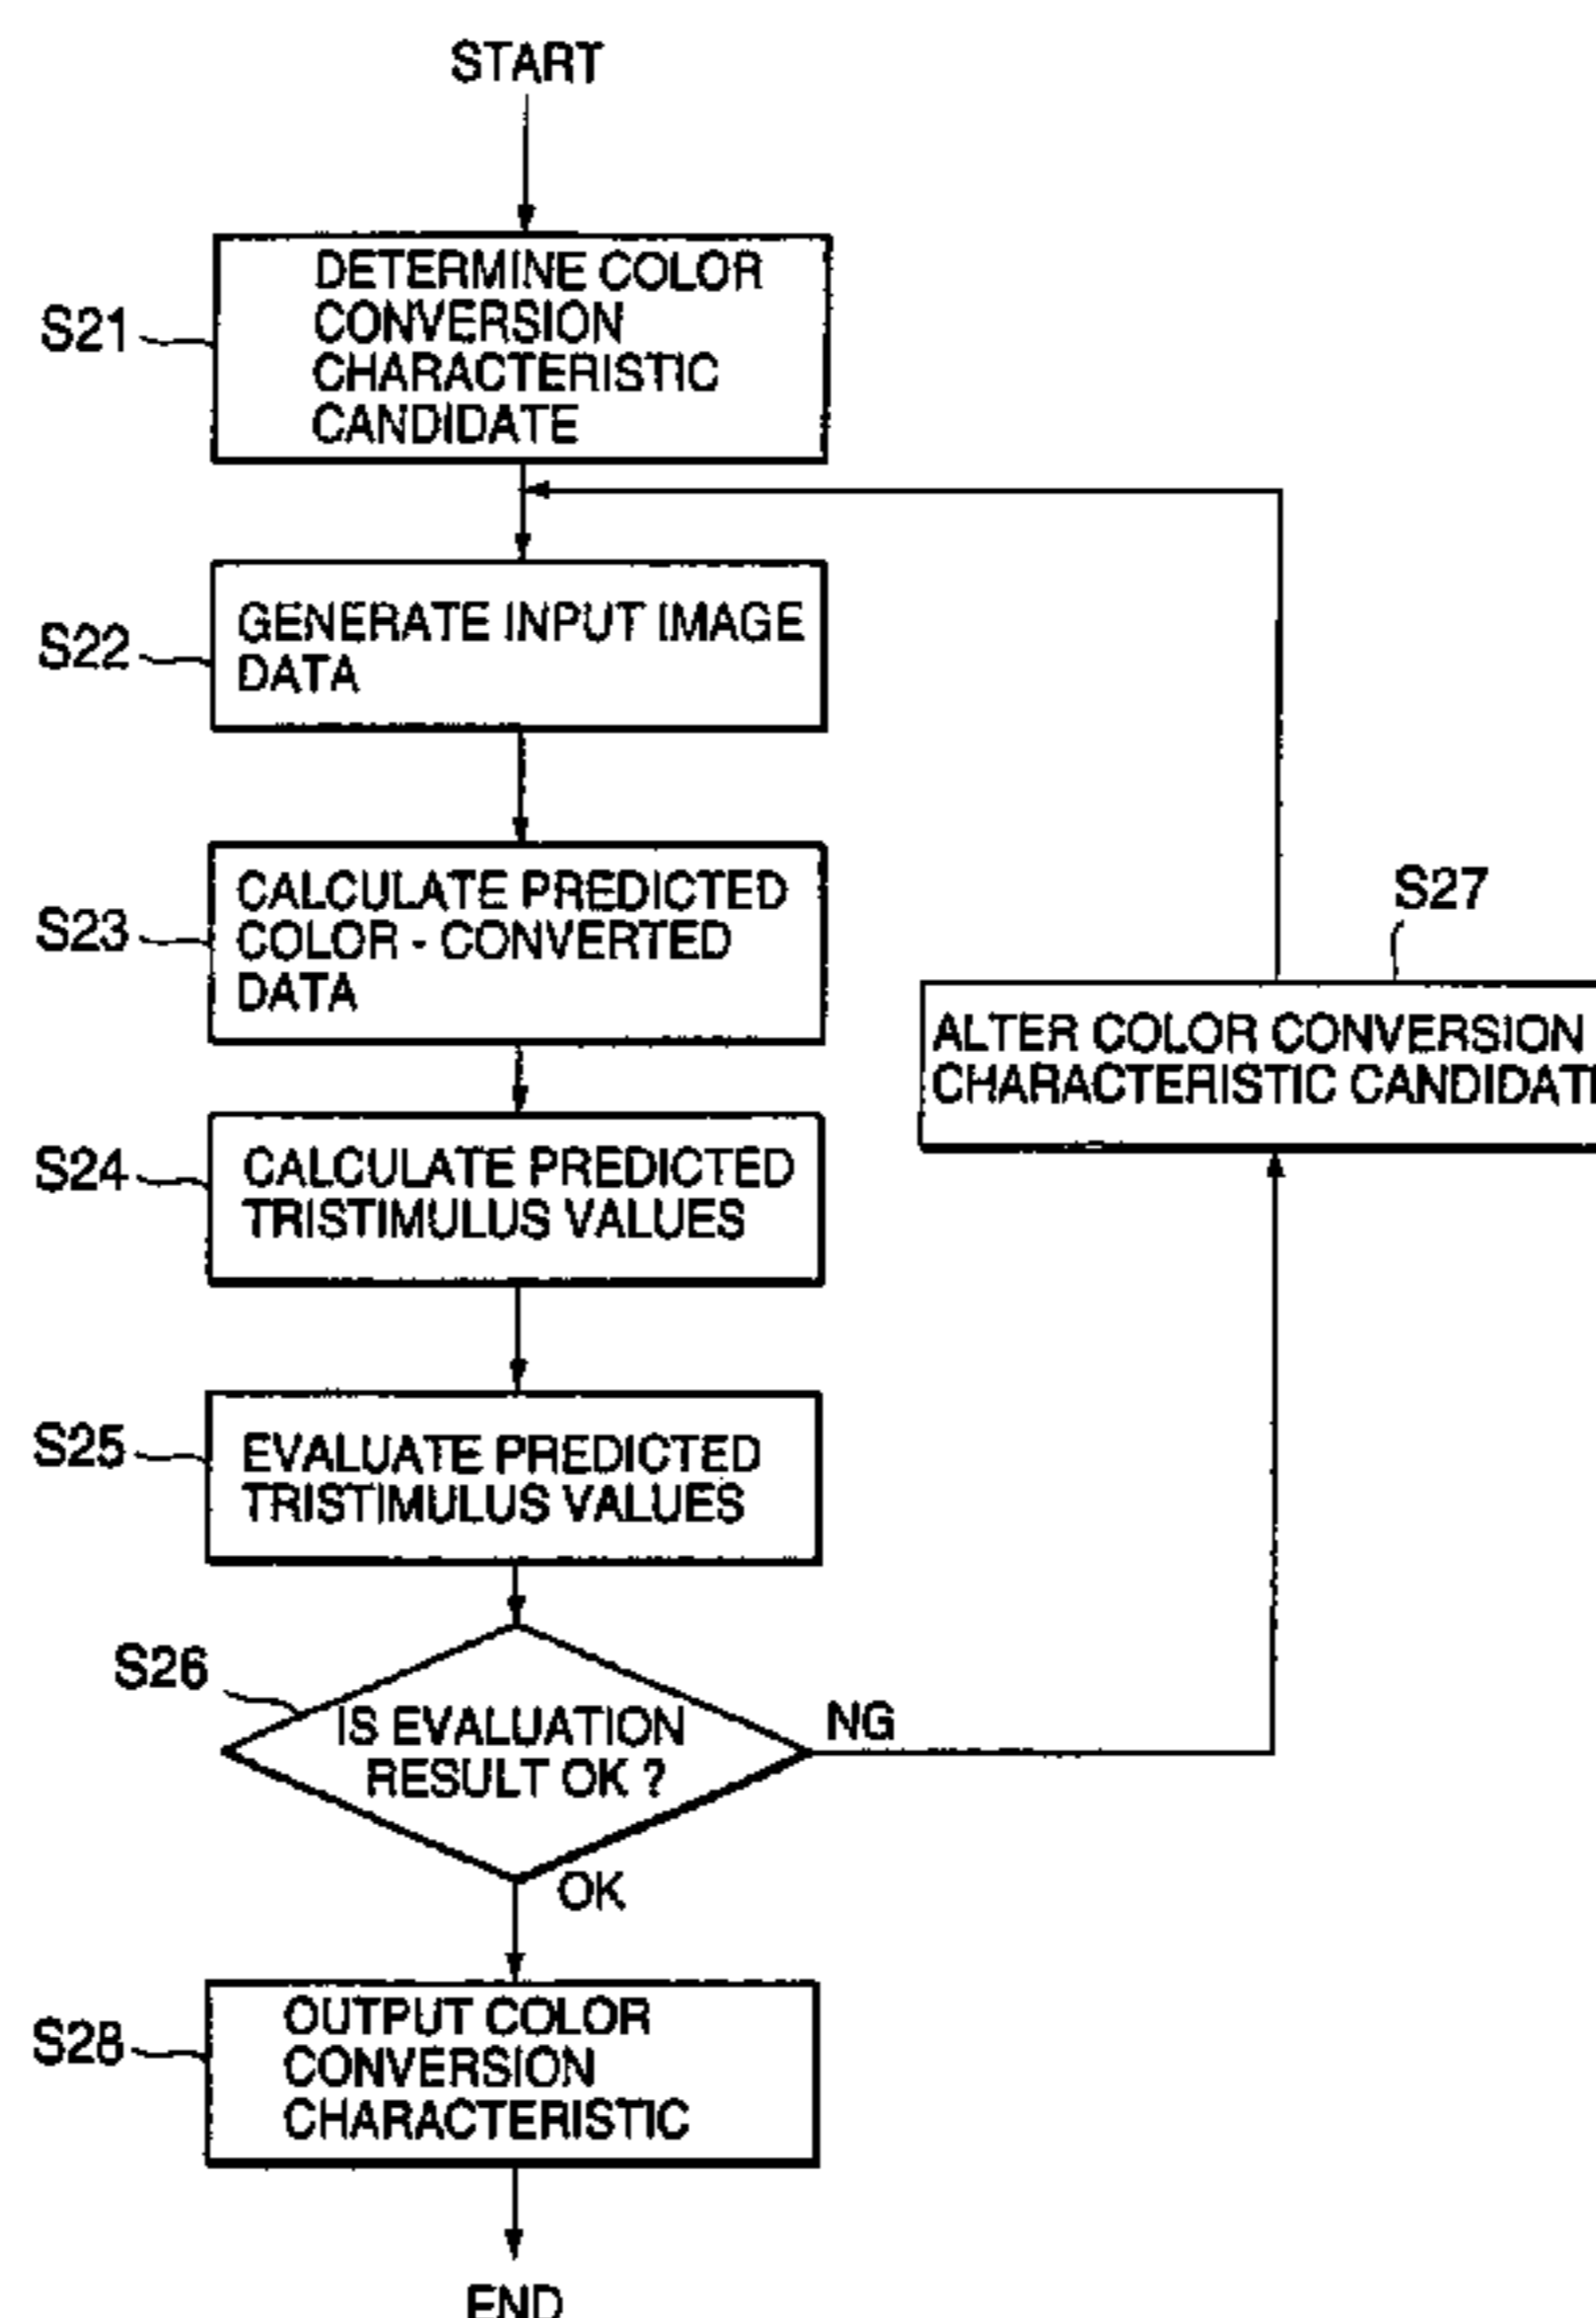 START
S21
DETERMINE COLOR
CONVERSION
CHARACTERISTIC
CANDIDATE
S22
GENERATE INPUT IMAGE
DATA
S23
CALCULATE PREDICTED
COLOR - CONVERTED
DATA
S27
ALTER COLOR CONVERSION
CHARACTERISTIC CANDIDATE
S24
CALCULATE PREDICTED
TRISTIMULUS VALUES
S25
EVALUATE PREDICTED
TRISTIMULUS VALUES
S26
IS EVALUATION
RESULT OK ?
NG
OK
S28
OUTPUT COLOR
CONVERSION
CHARACTERISTIC
END